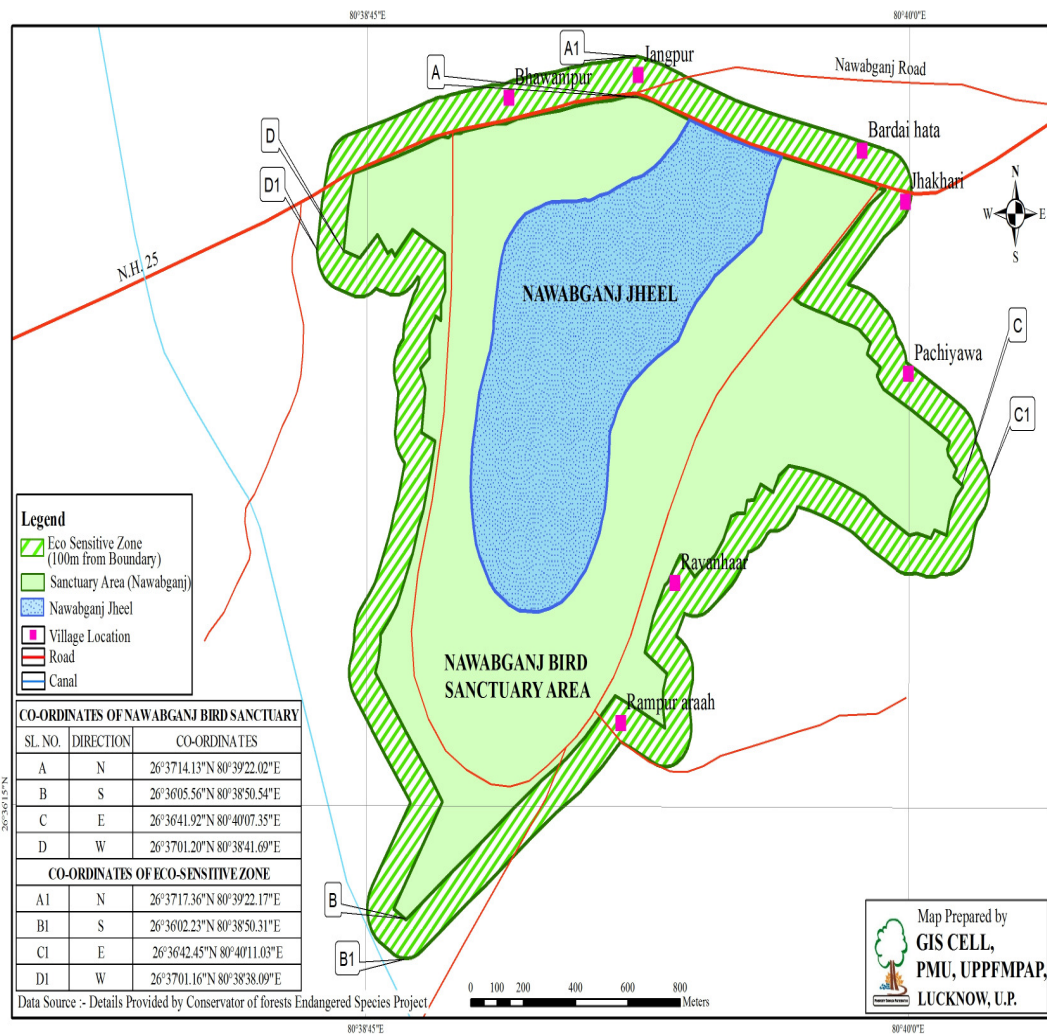 80°38'45"E
80°40'0"E
A1
Jangpur
A
Bhawanipur
Nawabganj Road
D
Bardai hata
D1
Jhakhari
N
W
E
S
N.H. 25
NAWABGANJ JHEEL
C
Pachiyawa
C1
Legend
Eco Sensitive Zone
(100m from Boundary)
Sanctuary Area (Nawabganj)
Nawabganj Jheel
Village Location
Road
Canal
Ravanhaar
NAWABGANJ BIRD
SANCTUARY AREA
Rampur araah
CO-ORDINATES OF NAWABGANJ BIRD SANCTUARY
SL. NO. DIRECTION CO-ORDINATES
A N 26°37'14.13"N 80°39'22.02"E
B S 26°36'05.56"N 80°38'50.54"E
C E 26°36'41.92"N 80°40'07.35"E
D W 26°37'01.20"N 80°38'41.69"E
CO-ORDINATES OF ECO-SENSITIVE ZONE
A1 N 26°37'17.36"N 80°39'22.17"E
B1 S 26°36'02.23"N 80°38'50.31"E
C1 E 26°36'42.45"N 80°40'11.03"E
D1 W 26°37'01.16"N 80°38'38.09"E
26°36'15"N
B
B1
Data Source :- Details Provided by Conservator of forests Endangered Species Project
0 100 200 400 600 800
Meters
Map Prepared by
GIS CELL,
PMU, UPPFMPAP,
LUCKNOW, U.P.
80°38'45"E
80°40'0"E